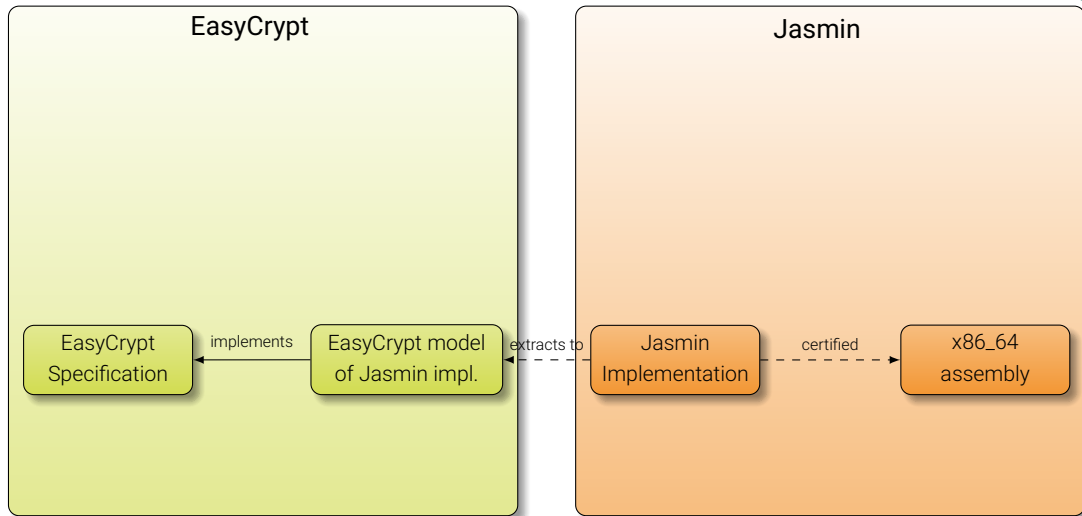 EasyCrypt
Jasmin
EasyCrypt
Specification
implements
EasyCrypt model
of Jasmin impl.
extracts to
Jasmin
Implementation
certified
x86_64
assembly